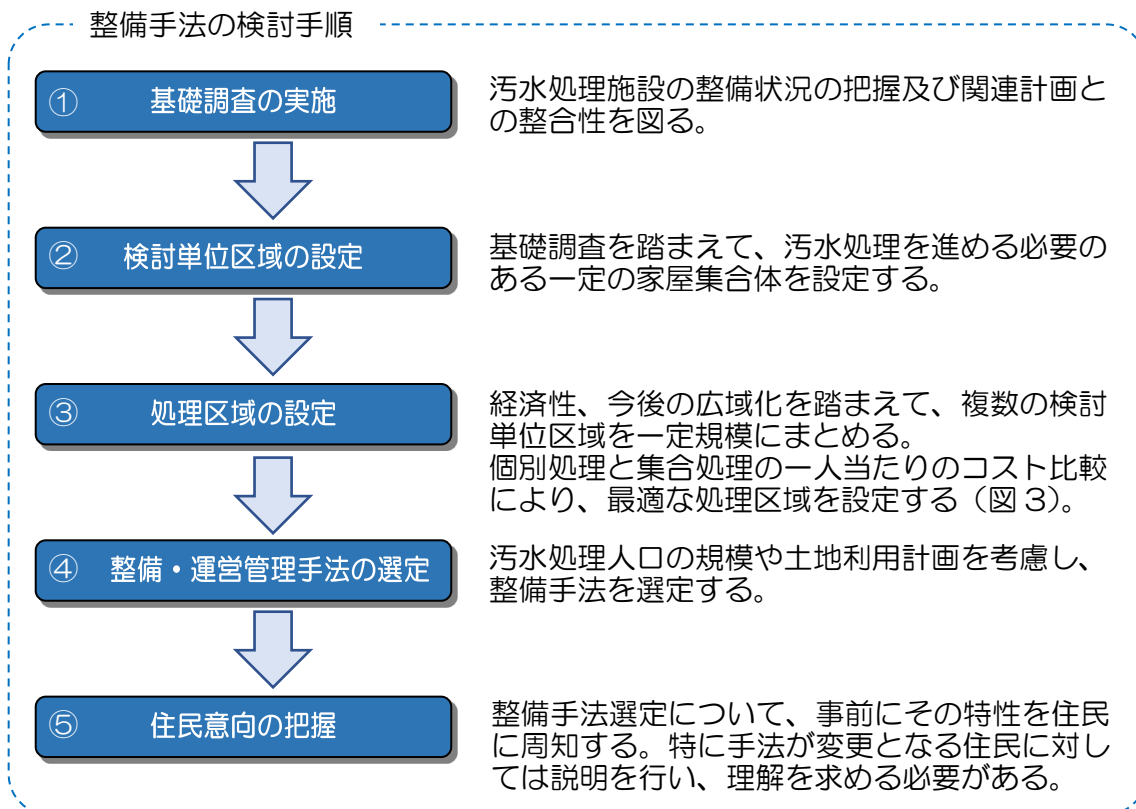 整備手法の検討手順
① 基礎調査の実施
汚水処理施設の整備状況の把握及び関連計画と
の整合性を図る。
② 検討単位区域の設定
基礎調査を踏まえて、汚水処理を進める必要の
ある一定の家屋集合体を設定する。
③ 処理区域の設定
経済性、今後の広域化を踏まえて、複数の検討
単位区域を一定規模にまとめる。
個別処理と集合処理の一人当たりのコスト比較
により、最適な処理区域を設定する（図３）。
④ 整備・運営管理手法の選定
汚水処理人口の規模や土地利用計画を考慮し、
整備手法を選定する。
⑤ 住民意向の把握
整備手法選定について、事前にその特性を住民
に周知する。特に手法が変更となる住民に対し
ては説明を行い、理解を求める必要がある。